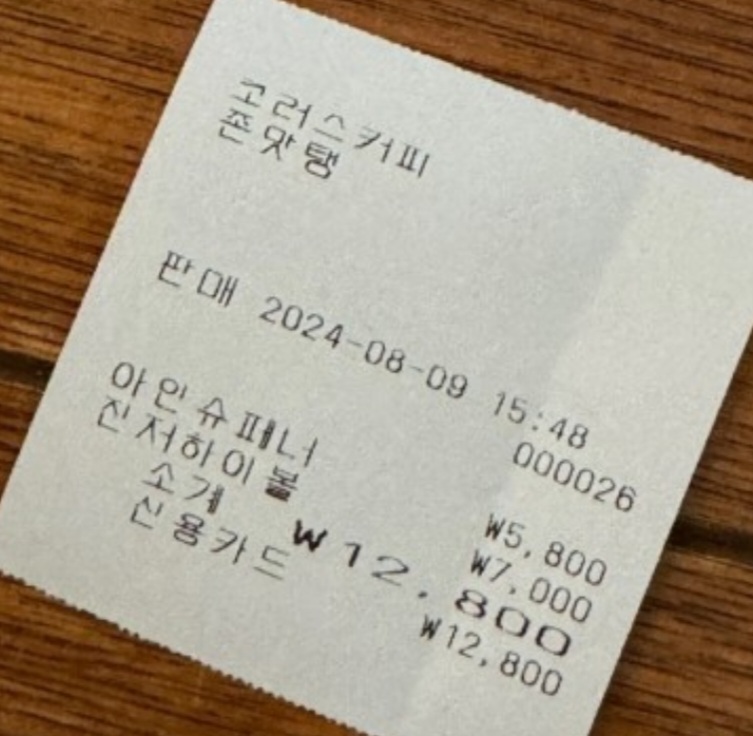 고러스커피
존맛탱
판매 2024-08-09 15:48
000026
아인슈패너 ₩5,800
진저하이볼 ₩7,000
소계 ₩12,800
신용카드 ₩12,800